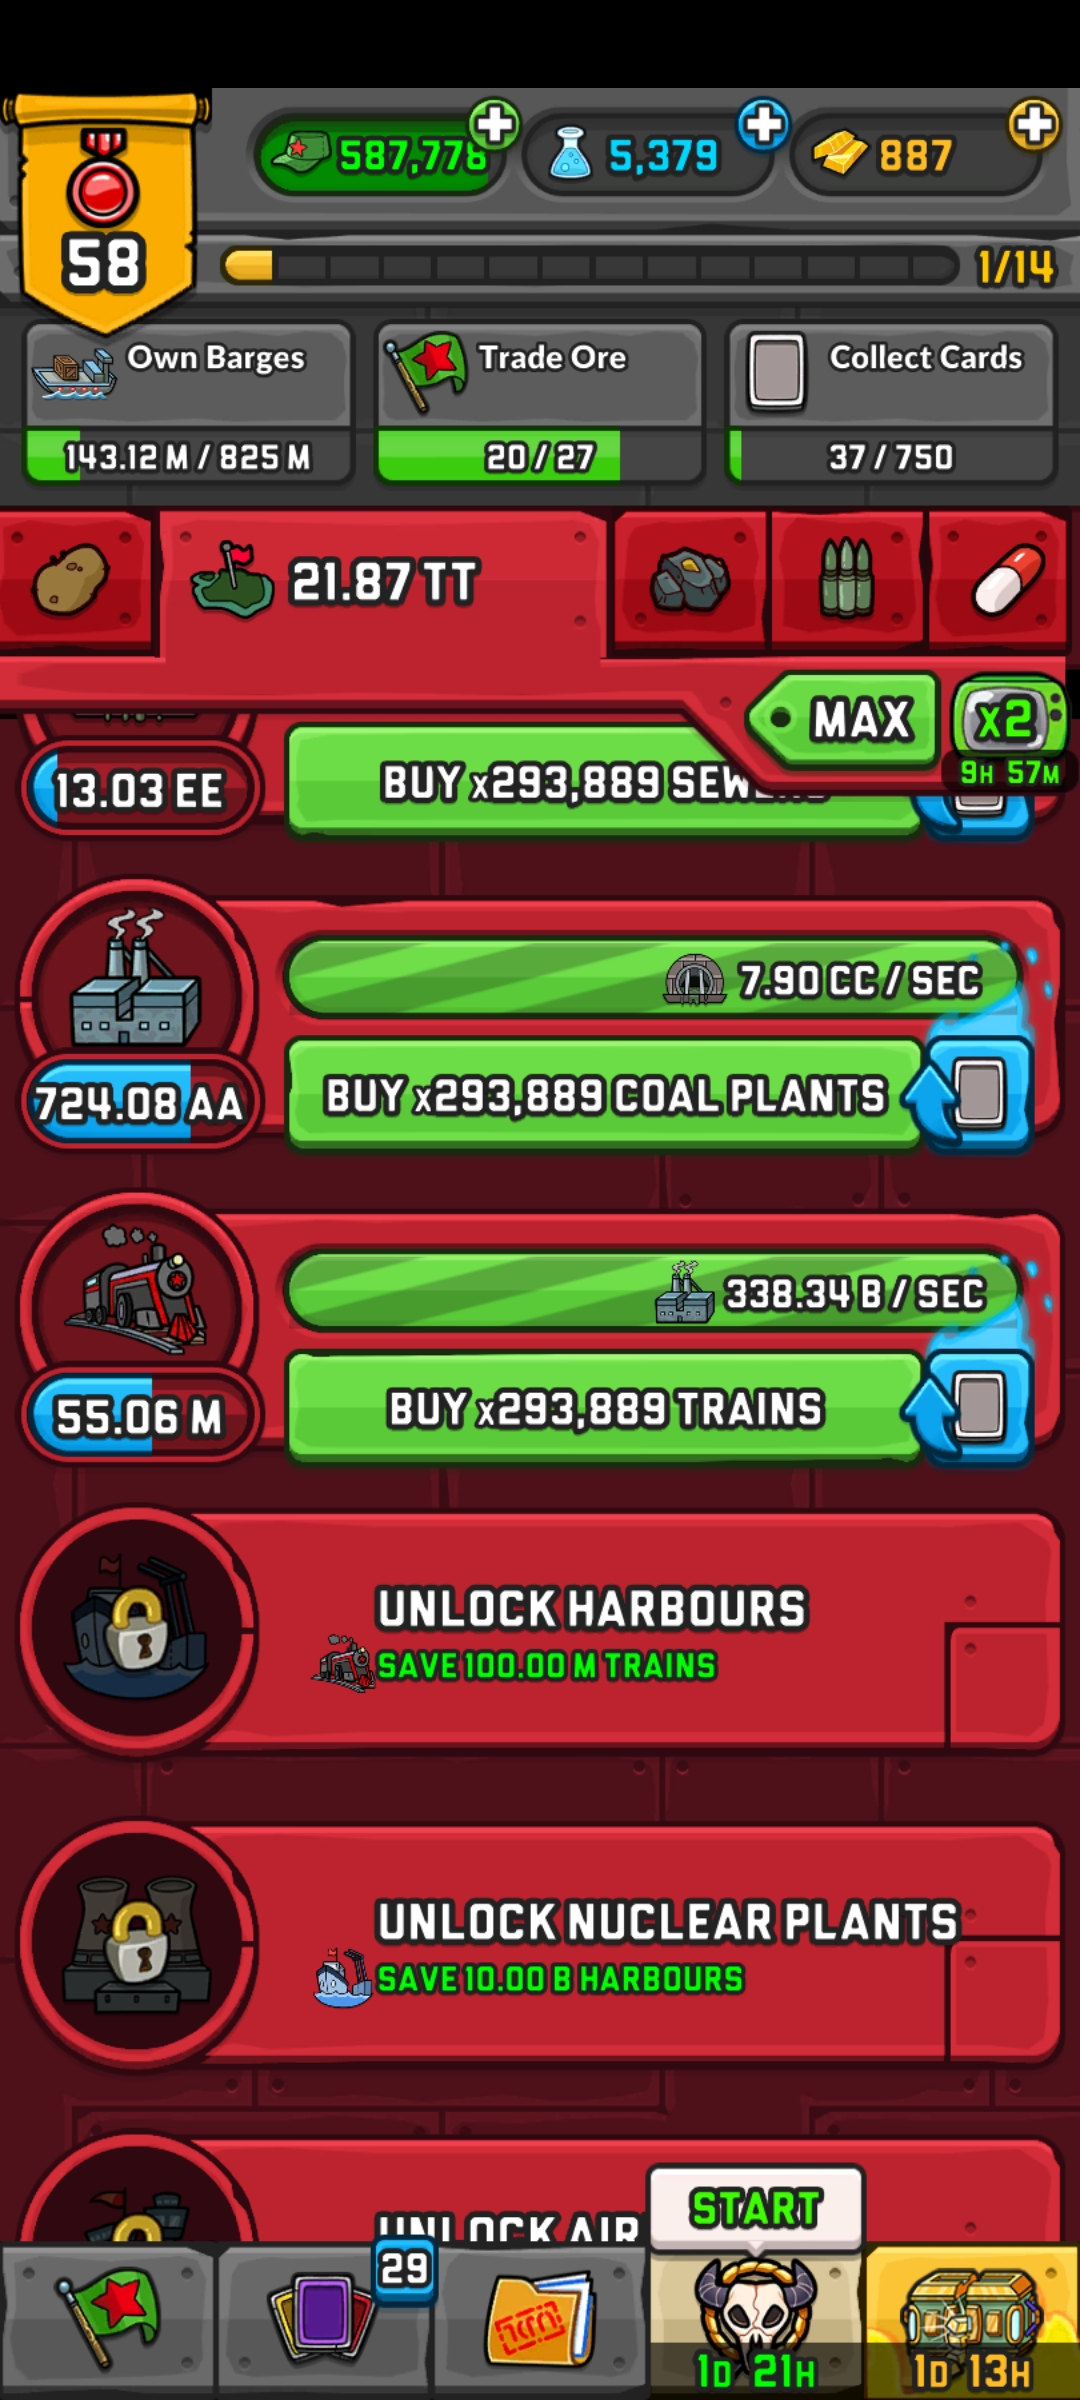 58
587,778
5,379
887
1/14
Own Barges
143.12 M / 825 M
Trade Ore
20 / 27
Collect Cards
37 / 750
21.87 TT
MAX
x2
9H 57M
13.03 EE
BUY x293,889
724.08 AA
7.90 CC / SEC
BUY x293,889 COAL PLANTS
55.06 M
338.34 B / SEC
BUY x293,889 TRAINS
UNLOCK HARBOURS
SAVE 100.00 M TRAINS
UNLOCK NUCLEAR PLANTS
SAVE 10.00 B HARBOURS
UNLOCK AIR
START
29
1D 21H
1D 13H